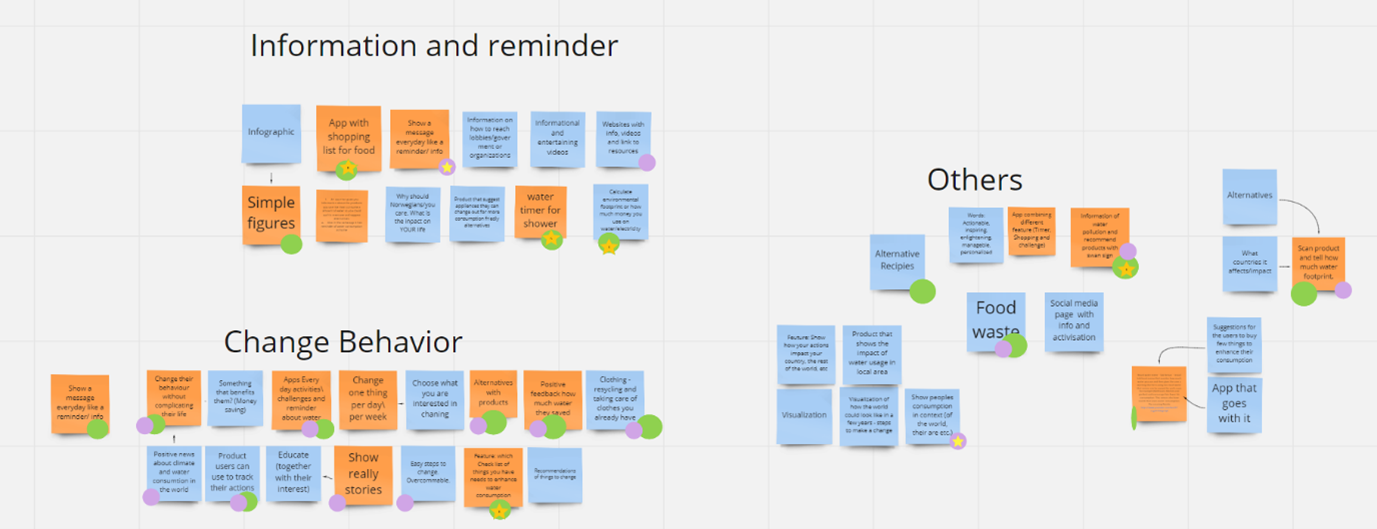 Information and reminder
Infographic
App with
shopping
list for food
Show a
message
everyday like a
reminder/ info
Information on
how to reach
lobbies/gover
ment or
organizations
Informational
and
entertaining
videos
Websites with
info, videos
and link to
resources
Simple
figures
Why should
Norwegians/you
care. What is
the impact on
YOUR life
Product that suggest
appliances they can
change out for more
consumption friedly
alternatives
water
timer for
shower
Calculate
environmental
footprint or how
much money you
use on
water/electricity
Change Behavior
Show a
message
everyday like a
reminder/ info
Change their
behaviour
without
complicating
their life
Something
that benefits
them? (Money
saving)
Apps Every
day activities\
challenges and
reminder
about water
Change
one thing
per day\
per week
Choose what
you are
interested in
chaning
Alternatives
with
products
Positive
feedback how
much water
they saved
Clothing -
recycling and
taking care of
clothes you
already have
Positive news
about climate
and water
consumtion in
the world
Product
users can
use to track
their actions
Educate
(together
with their
interest)
Show
really
stories
Easy steps to
change.
Overcommable.
Feature: which
Check list of
things you have
needs to enhance
water
consumption
Recommendations
of things to change
Others
Alternative
Recipies
Words:
Actionable,
inspiring,
enlightening,
managable,
personalized
App combining
different
feature (Timer,
Shopping and
challenge)
Information of
water
pollution and
recommend
products with
swan sign
Food
waste
Social media
page with
info and
activisation
Feature: Show
how your actions
impact your
country, the rest
of the world. etc
Product that
shows the
impact of
water usage in
local area
Visualization
Visualization of
how the world
could look like in a
few years - steps
to make a change
Show peoples
consumption
in context (of
the world,
their are etc.)
Alternatives
What
countries it
affects/impact
Scan product
and tell how
much water
footprint.
Suggestions for
the users to buy
few things to
enhance their
consumption
App that
goes
with it